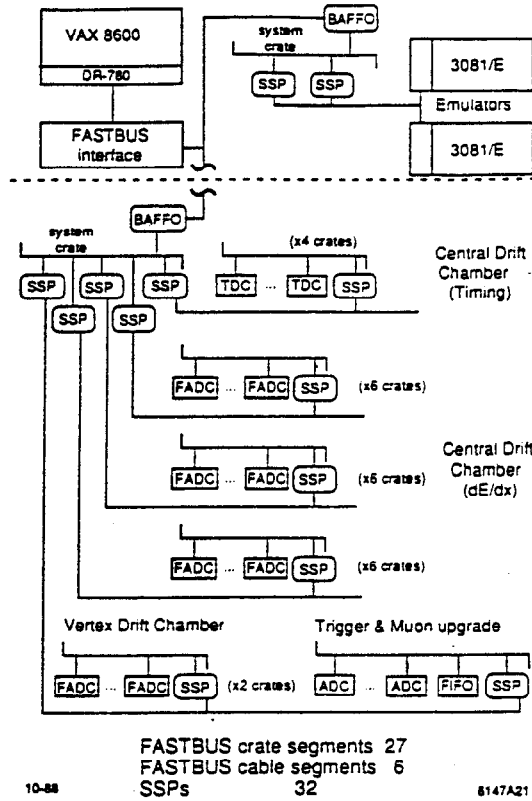 VAX 8600
DR-780
FASTBUS
interface
BAFFO
system
crate
SSP SSP
3081/E
Emulators
3081/E
BAFFO
system
crate
SSP SSP SSP
SSP SSP
(x4 crates)
TDC ... TDC SSP
Central Drift
Chamber
(Timing)
FADC ... FADC SSP (x6 crates)
FADC ... FADC SSP (x6 crates)
Central Drift
Chamber
(dE/dx)
FADC ... FADC SSP (x6 crates)
Vertex Drift Chamber
FADC ... FADC SSP (x2 crates)
Trigger & Muon upgrade
ADC ... ADC FIFO SSP
FASTBUS crate segments 27
FASTBUS cable segments 6
SSPs 32
10-88
6147A21